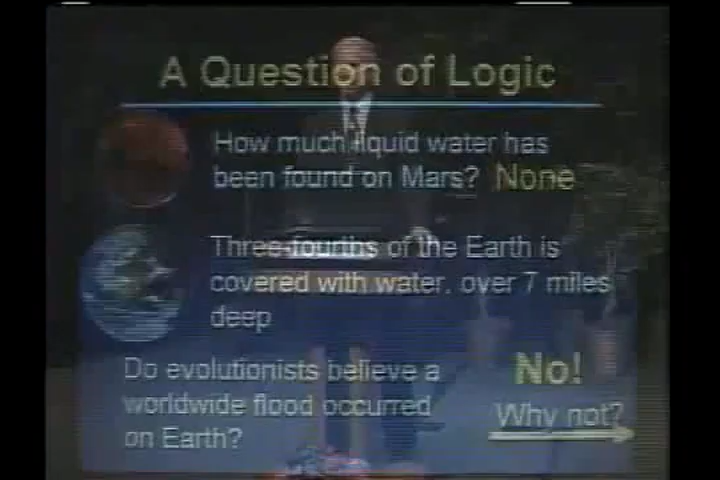 A Question of Logic
How much liquid water has
been found on Mars? None
Three-fourths of the Earth is
covered with water, over 7 miles
deep
Do evolutionists believe a
worldwide flood occurred
on Earth?
No!
Why not?